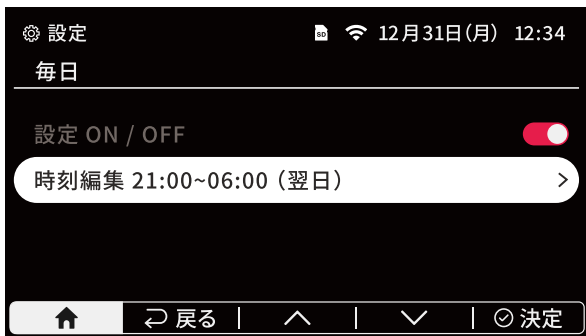 設定 SD 12月31日(月) 12:34
毎日
設定 ON / OFF
時刻編集 21:00~06:00 (翌日)
戻る 決定